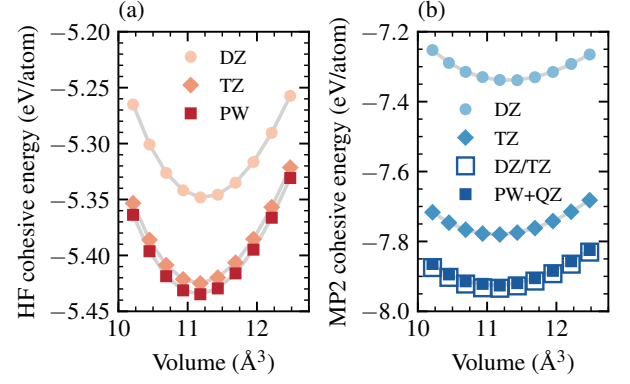 (a)
HF cohesive energy (eV/atom)
−5.20
−5.25
−5.30
−5.35
−5.40
−5.45
DZ
TZ
PW
10
11
12
Volume (Å³)
(b)
MP2 cohesive energy (eV/atom)
−7.2
−7.4
−7.6
−7.8
−8.0
DZ
TZ
DZ/TZ
PW+QZ
10
11
12
Volume (Å³)